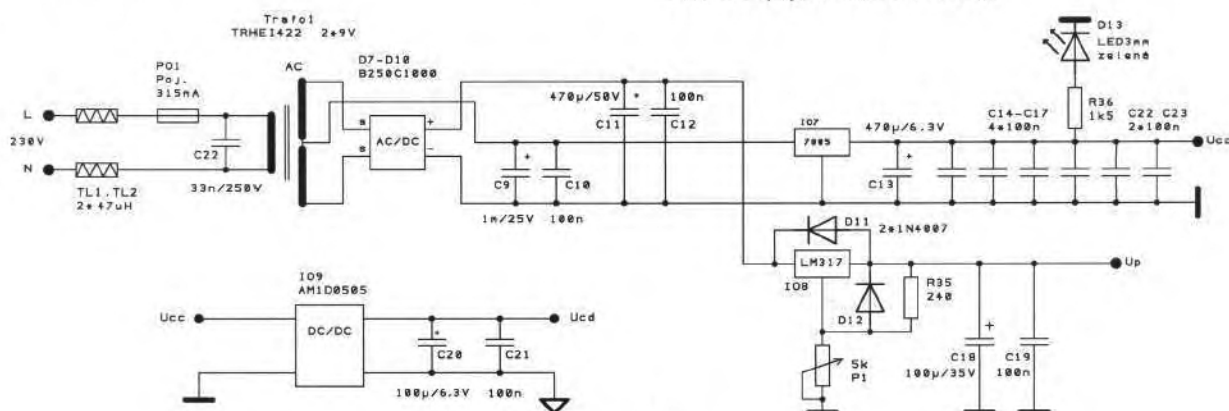 Trafo1
TRHEI422 2*9V
D13
LED3mm
zelené
PO1
Poj.
315mA
AC
D7-D10
B250C1000
470µ/50V
100n
C11
C12
IO7
7805
470µ/6.3V
C14-C17
4*100n
R36
1k5
C22 C23
2*100n
L
230V
N
C22
33n/250V
TL1.TL2
2*47uH
s
s
AC/DC
+
-
+
C9
C10
1m/25V
100n
+
C13
D11
2*1N4007
LM317
IO8
D12
R35
240
Up
IO9
AM1D0505
Ucc
DC/DC
Ucd
C20
C21
100µ/6.3V
100n
5k
P1
+
C18
100µ/35V
C19
100n